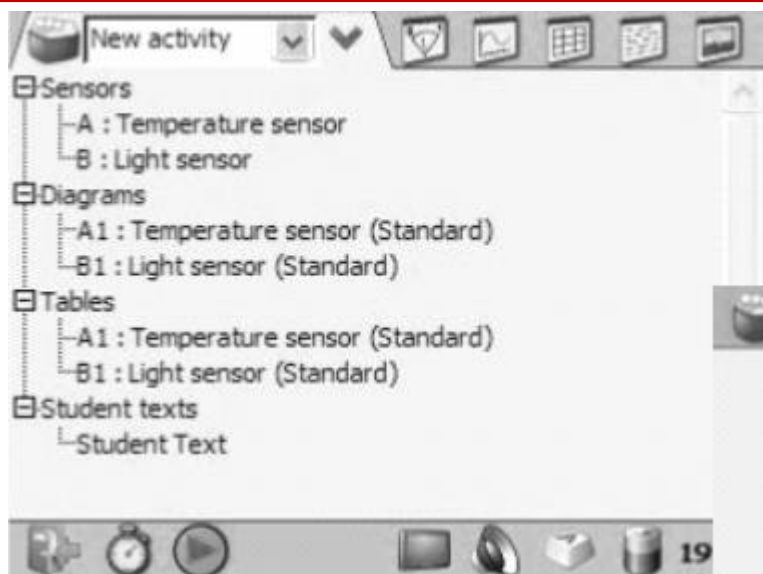 New activity
Sensors
A : Temperature sensor
B : Light sensor
Diagrams
A1 : Temperature sensor (Standard)
B1 : Light sensor (Standard)
Tables
A1 : Temperature sensor (Standard)
B1 : Light sensor (Standard)
Student texts
Student Text
19